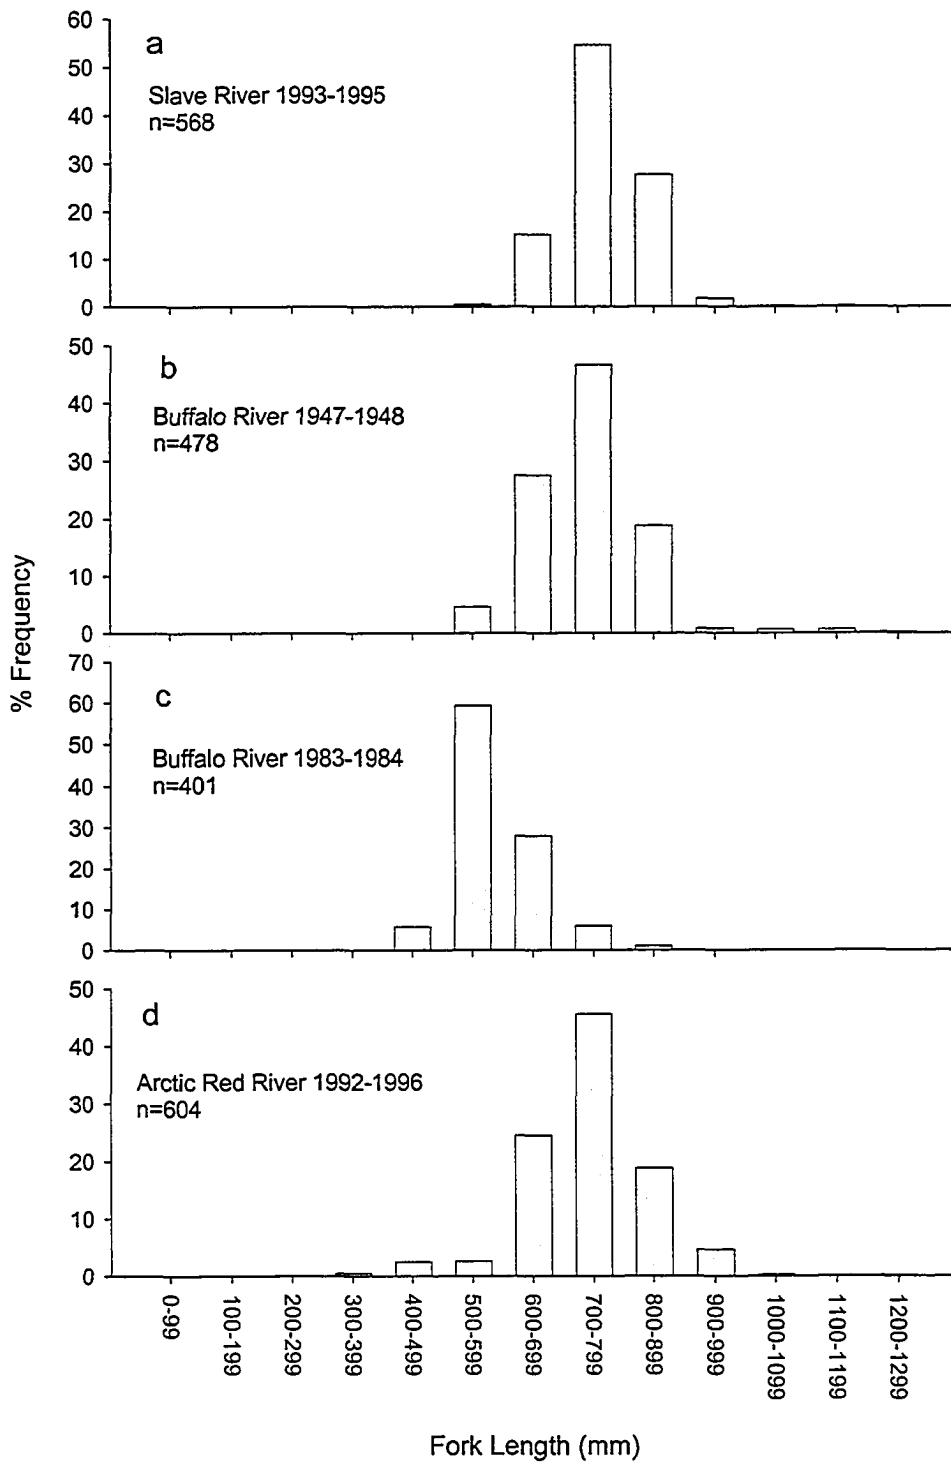 a
Slave River 1993-1995
n=568
60
50
40
30
20
10
0
b
Buffalo River 1947-1948
n=478
50
40
30
20
10
0
% Frequency
c
Buffalo River 1983-1984
n=401
70
60
50
40
30
20
10
0
d
Arctic Red River 1992-1996
n=604
50
40
30
20
10
0
0-99
100-199
200-299
300-399
400-499
500-599
600-699
700-799
800-899
900-999
1000-1099
1100-1199
1200-1299
Fork Length (mm)